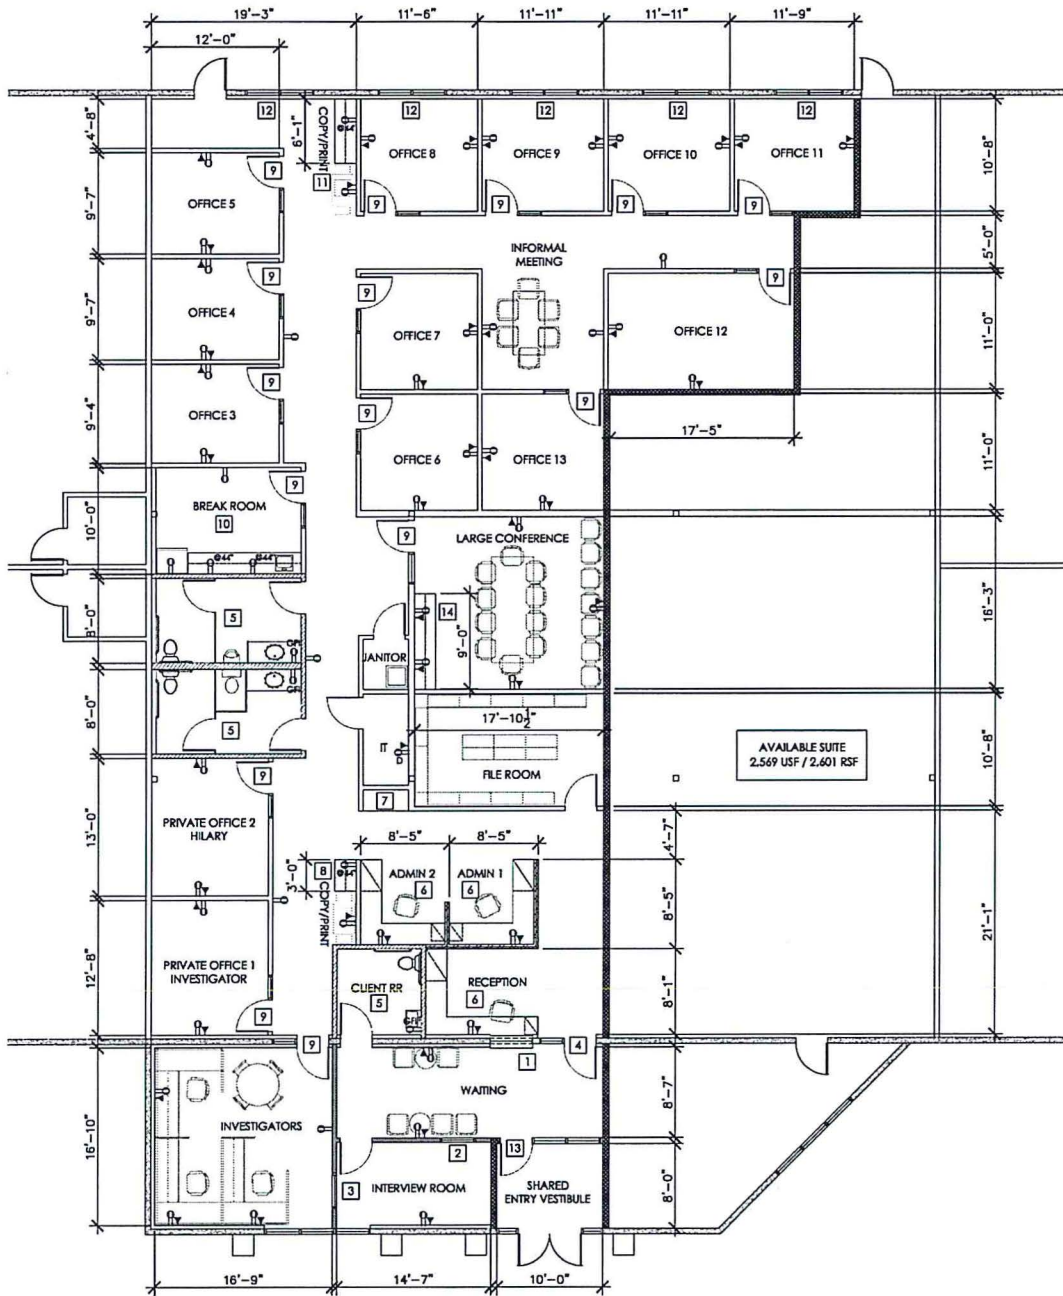 19'-3"
11'-6"
11'-11"
11'-11"
11'-9"
12'-0"
12
12
12
12
12
4'-8"
6'-1"
COPY/PRINT
11
OFFICE 8
OFFICE 9
OFFICE 10
OFFICE 11
10'-8"
9
9
9
9
9
OFFICE 5
9'-7"
INFORMAL
MEETING
5'-0"
9
9
9
OFFICE 4
9'-7"
OFFICE 7
OFFICE 12
11'-0"
9
9
9
OFFICE 3
9'-4"
17'-5"
OFFICE 6
OFFICE 13
11'-0"
9
BREAK ROOM
10
@44"
@44"
10'-0"
9
LARGE CONFERENCE
16'-3"
5
14
9'-0"
8'-0"
GFI
JANITOR
GFI
8'-0"
5
17'-10 1/2"
IT
FILE ROOM
AVAILABLE SUITE
2,569 USF / 2,601 RSF
10'-8"
9
7
PRIVATE OFFICE 2
HILARY
13'-0"
8'-5"
8'-5"
4'-7"
8
3'-0"
COPY/PRINT
ADMIN 2
ADMIN 1
6
6
8'-5"
21'-1"
PRIVATE OFFICE 1
INVESTIGATOR
12'-8"
9
CLIENT RR
5
GFI
RECEPTION
6
8'-1"
9
1
4
WAITING
8'-7"
INVESTIGATORS
16'-10"
2
13
3
INTERVIEW ROOM
SHARED
ENTRY VESTIBULE
8'-0"
16'-9"
14'-7"
10'-0"